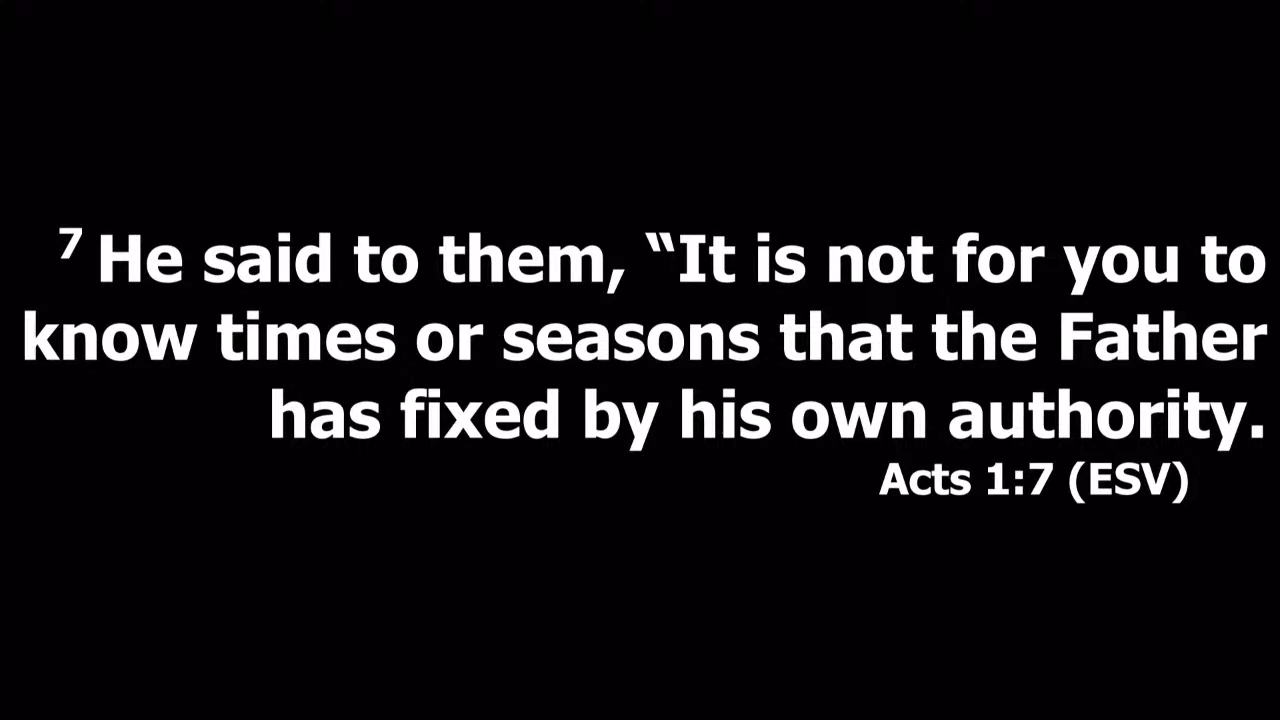 7 He said to them, “It is not for you to
know times or seasons that the Father
has fixed by his own authority.
Acts 1:7 (ESV)